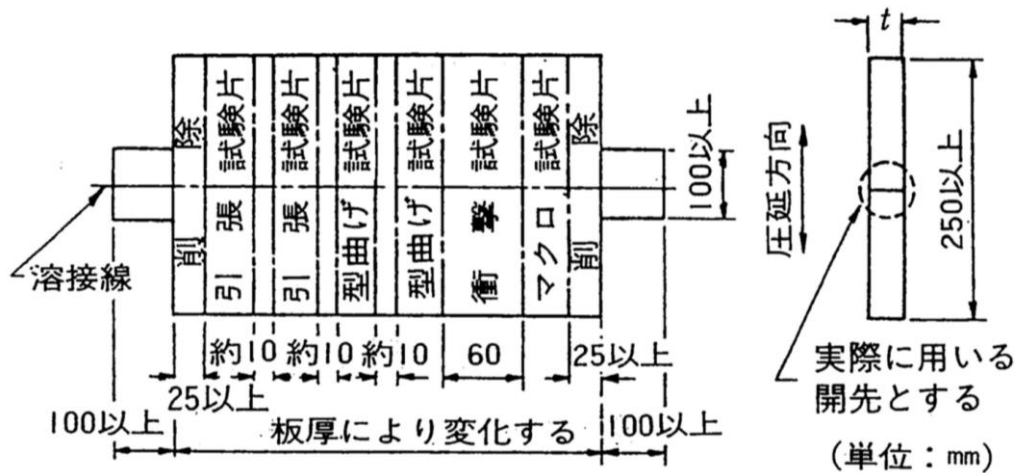 t
除削
引張試験片
引張試験片
型曲げ試験片
型曲げ試験片
衝撃試験片
マクロ試験片
除削
100以上
圧延方向
250以上
溶接線
約10 約10 約10 60 25以上
25以上
100以上
板厚により変化する
100以上
実際に用いる
開先とする
(単位：mm)